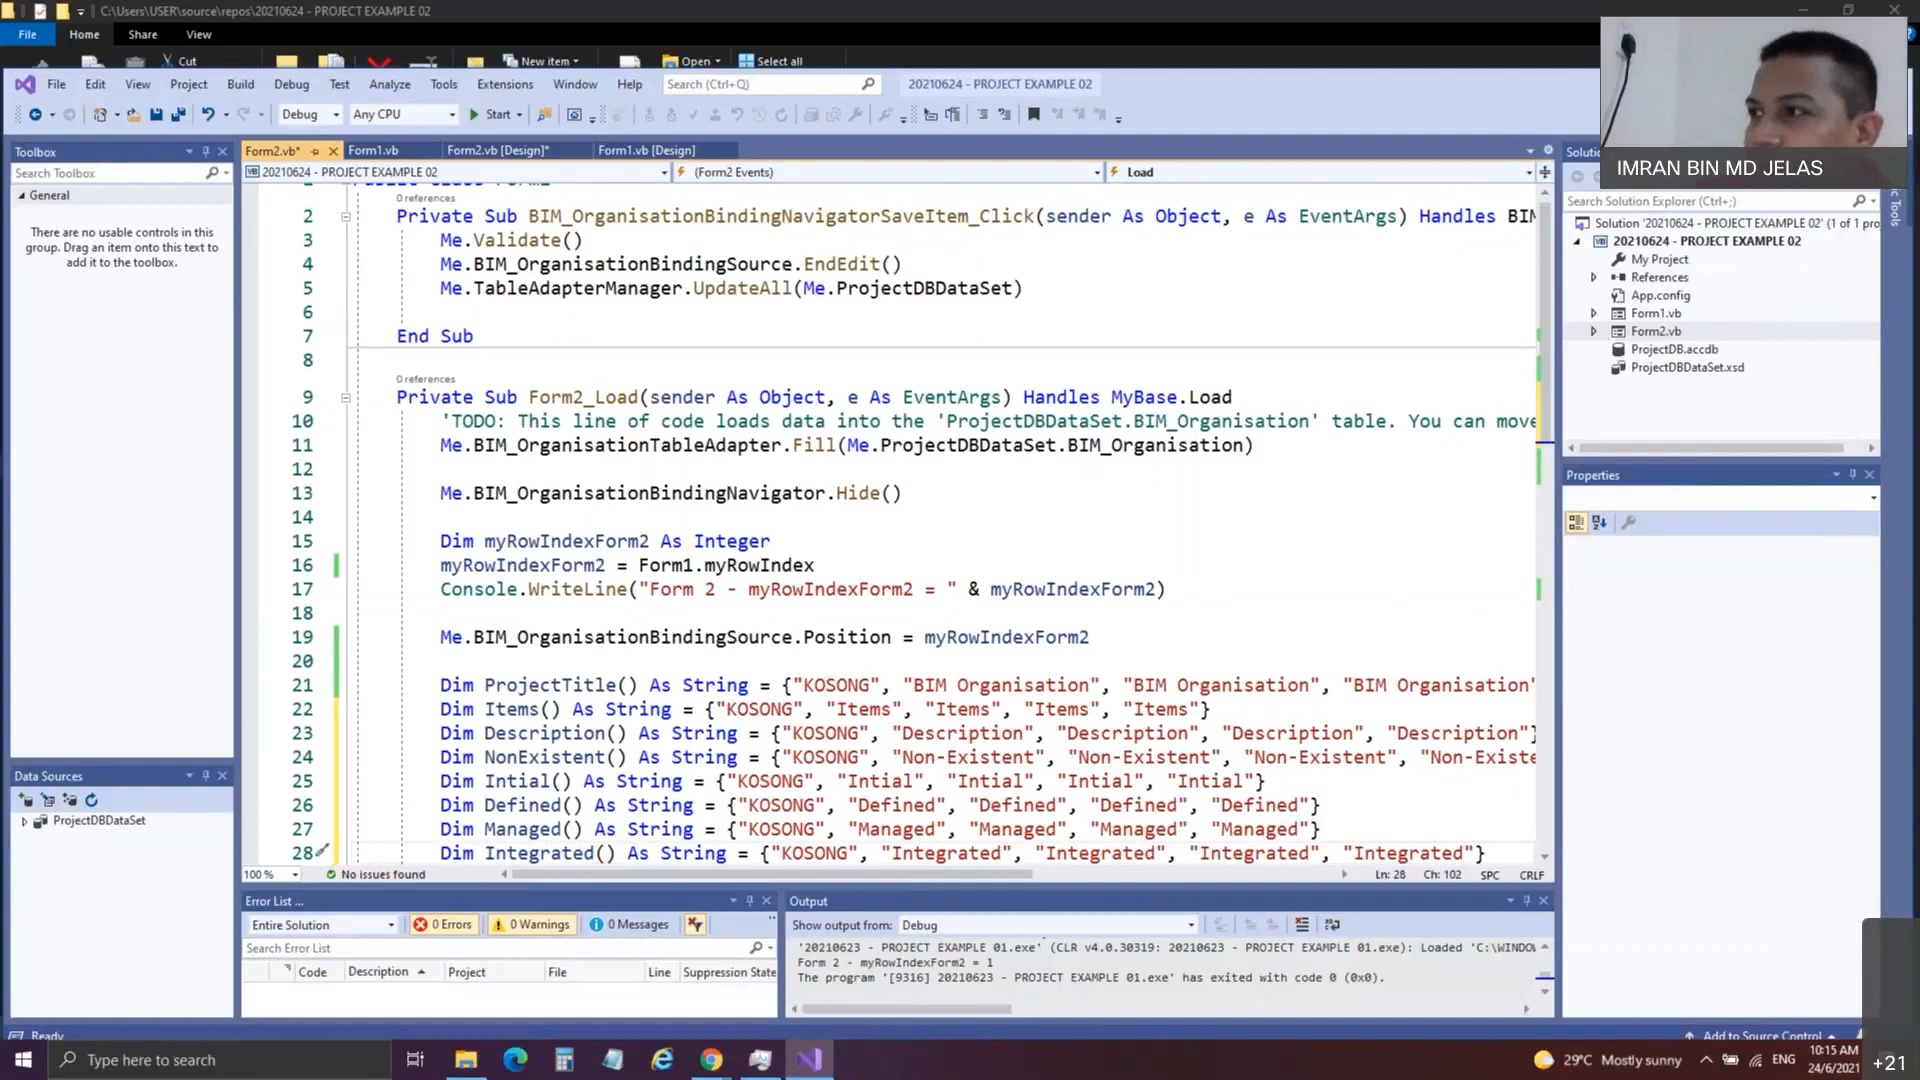 C:\Users\USER\source\repos\20210624 - PROJECT EXAMPLE 02
File Home Share View
Cut New item Open Select all
IMRAN BIN MD JELAS
File Edit View Project Build Debug Test Analyze Tools Extensions Window Help Search (Ctrl+Q) 20210624 - PROJECT EXAMPLE 02
Debug Any CPU Start
Toolbox
Search Toolbox
General
There are no usable controls in this
group. Drag an item onto this text to
add it to the toolbox.
Data Sources
ProjectDBDataSet
Form2.vb* Form1.vb Form2.vb [Design]* Form1.vb [Design]
20210624 - PROJECT EXAMPLE 02 (Form2 Events) Load
0 references
2 Private Sub BIM_OrganisationBindingNavigatorSaveItem_Click(sender As Object, e As EventArgs) Handles BIM
3 Me.Validate()
4 Me.BIM_OrganisationBindingSource.EndEdit()
5 Me.TableAdapterManager.UpdateAll(Me.ProjectDBDataSet)
6
7 End Sub
8
0 references
9 Private Sub Form2_Load(sender As Object, e As EventArgs) Handles MyBase.Load
10 'TODO: This line of code loads data into the 'ProjectDBDataSet.BIM_Organisation' table. You can move
11 Me.BIM_OrganisationTableAdapter.Fill(Me.ProjectDBDataSet.BIM_Organisation)
12
13 Me.BIM_OrganisationBindingNavigator.Hide()
14
15 Dim myRowIndexForm2 As Integer
16 myRowIndexForm2 = Form1.myRowIndex
17 Console.WriteLine("Form 2 - myRowIndexForm2 = " & myRowIndexForm2)
18
19 Me.BIM_OrganisationBindingSource.Position = myRowIndexForm2
20
21 Dim ProjectTitle() As String = {"KOSONG", "BIM Organisation", "BIM Organisation", "BIM Organisation"
22 Dim Items() As String = {"KOSONG", "Items", "Items", "Items", "Items"}
23 Dim Description() As String = {"KOSONG", "Description", "Description", "Description", "Description"}
24 Dim NonExistent() As String = {"KOSONG", "Non-Existent", "Non-Existent", "Non-Existent", "Non-Existe
25 Dim Intial() As String = {"KOSONG", "Intial", "Intial", "Intial", "Intial"}
26 Dim Defined() As String = {"KOSONG", "Defined", "Defined", "Defined", "Defined"}
27 Dim Managed() As String = {"KOSONG", "Managed", "Managed", "Managed", "Managed"}
28 Dim Integrated() As String = {"KOSONG", "Integrated", "Integrated", "Integrated", "Integrated"}
100 % No issues found Ln: 28 Ch: 102 SPC CRLF
Error List ...
Entire Solution 0 Errors 0 Warnings 0 Messages
Search Error List
Code Description Project File Line Suppression State
Output
Show output from: Debug
'20210623 - PROJECT EXAMPLE 01.exe' (CLR v4.0.30319: 20210623 - PROJECT EXAMPLE 01.exe): Loaded 'C:\WINDOW
Form 2 - myRowIndexForm2 = 1
The program '[9316] 20210623 - PROJECT EXAMPLE 01.exe' has exited with code 0 (0x0).
Search Solution Explorer (Ctrl+;)
Solution '20210624 - PROJECT EXAMPLE 02' (1 of 1 pro
20210624 - PROJECT EXAMPLE 02
My Project
References
App.config
Form1.vb
Form2.vb
ProjectDB.accdb
ProjectDBDataSet.xsd
Properties
Ready Add to Source Control
Type here to search
29°C Mostly sunny ENG
10:15 AM
24/6/2021
+21